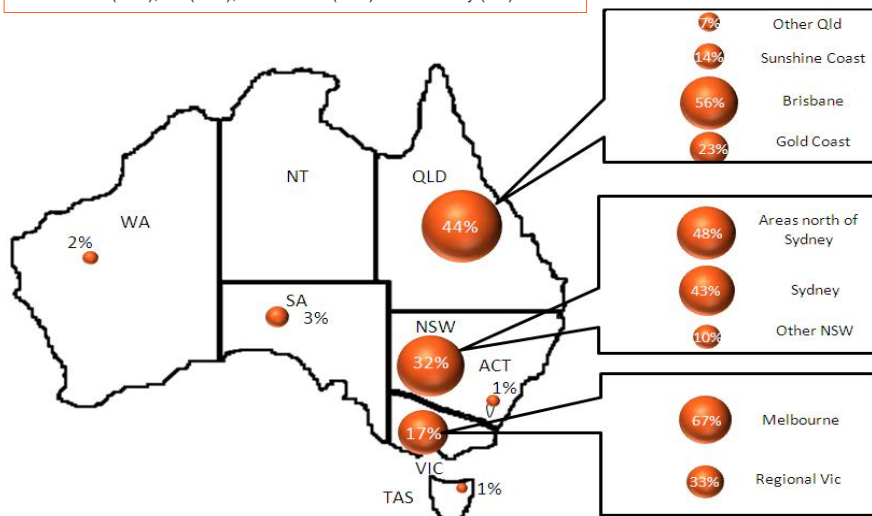 7%
Other Qld
14%
Sunshine Coast
56%
Brisbane
23%
Gold Coast
NT
QLD
44%
WA
2%
SA
3%
NSW
32%
ACT
1%
17%
VIC
TAS
1%
48%
Areas north of
Sydney
43%
Sydney
10%
Other NSW
67%
Melbourne
33%
Regional Vic